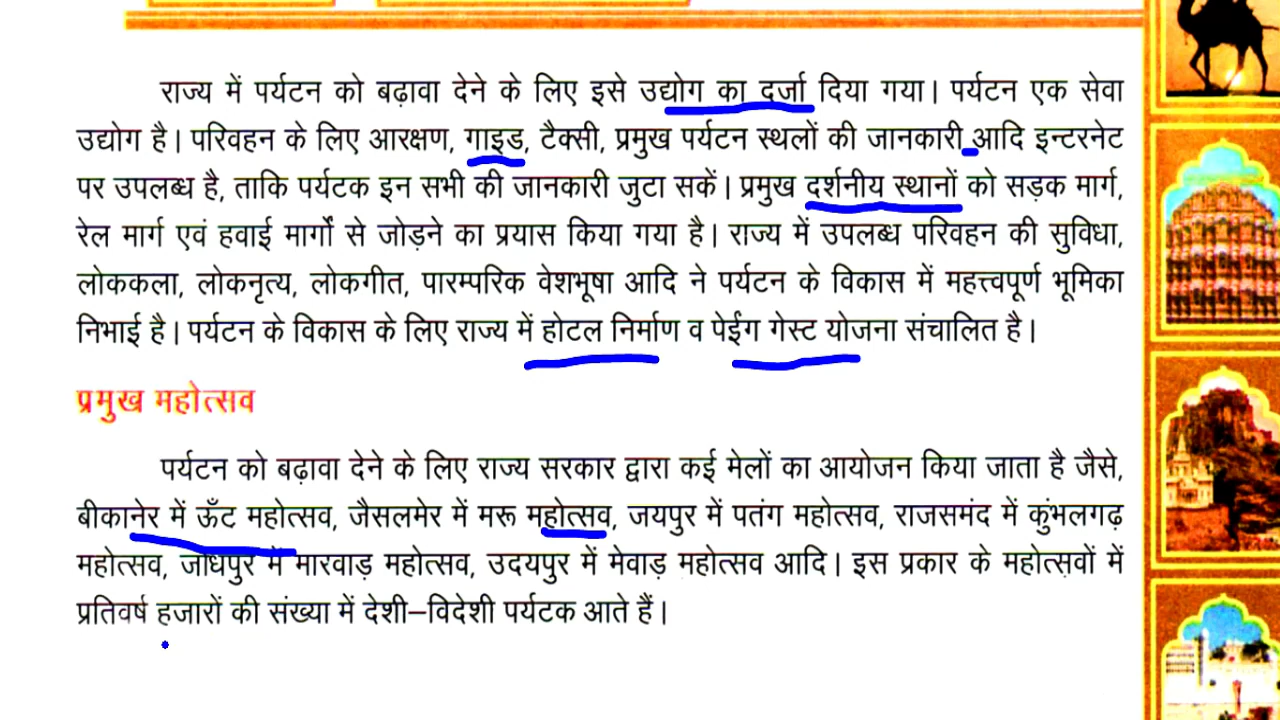 राज्य में पर्यटन को बढ़ावा देने के लिए इसे उद्योग का दर्जा दिया गया। पर्यटन एक सेवा
उद्योग है। परिवहन के लिए आरक्षण, गाइड, टैक्सी, प्रमुख पर्यटन स्थलों की जानकारी आदि इन्टरनेट
पर उपलब्ध है, ताकि पर्यटक इन सभी की जानकारी जुटा सकें। प्रमुख दर्शनीय स्थानों को सड़क मार्ग,
रेल मार्ग एवं हवाई मार्गों से जोड़ने का प्रयास किया गया है। राज्य में उपलब्ध परिवहन की सुविधा,
लोककला, लोकनृत्य, लोकगीत, पारम्परिक वेशभूषा आदि ने पर्यटन के विकास में महत्त्वपूर्ण भूमिका
निभाई है। पर्यटन के विकास के लिए राज्य में होटल निर्माण व पेईंग गेस्ट योजना संचालित है।
प्रमुख महोत्सव
पर्यटन को बढ़ावा देने के लिए राज्य सरकार द्वारा कई मेलों का आयोजन किया जाता है जैसे,
बीकानेर में ऊँट महोत्सव, जैसलमेर में मरू महोत्सव, जयपुर में पतंग महोत्सव, राजसमंद में कुंभलगढ़
महोत्सव, जोधपुर में मारवाड़ महोत्सव, उदयपुर में मेवाड़ महोत्सव आदि। इस प्रकार के महोत्सवों में
प्रतिवर्ष हजारों की संख्या में देशी–विदेशी पर्यटक आते हैं।